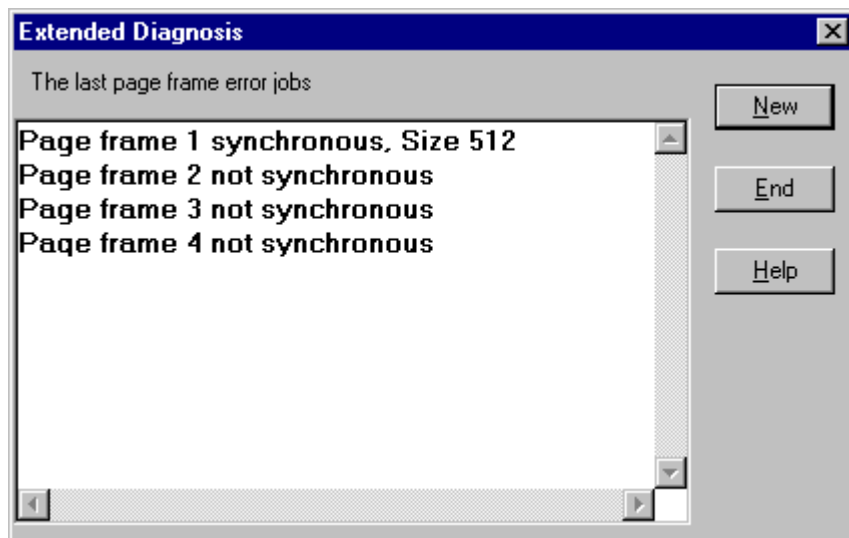 Extended Diagnosis
The last page frame error jobs
Page frame 1 synchronous, Size 512
Page frame 2 not synchronous
Page frame 3 not synchronous
Page frame 4 not synchronous
New
End
Help